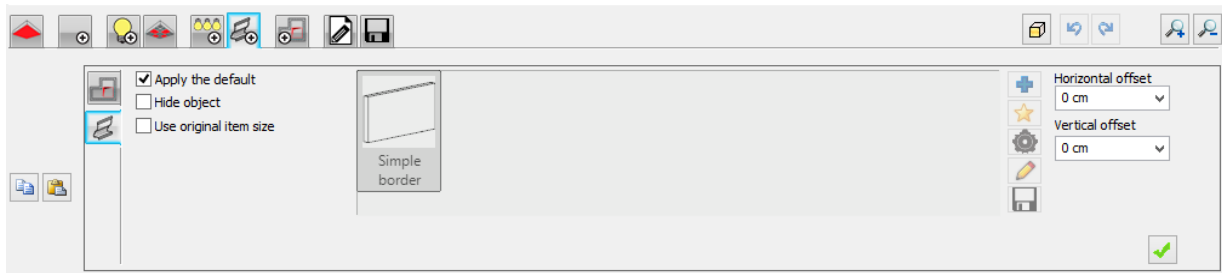 Apply the default
Hide object
Use original item size
Simple
border
Horizontal offset
0 cm
Vertical offset
0 cm